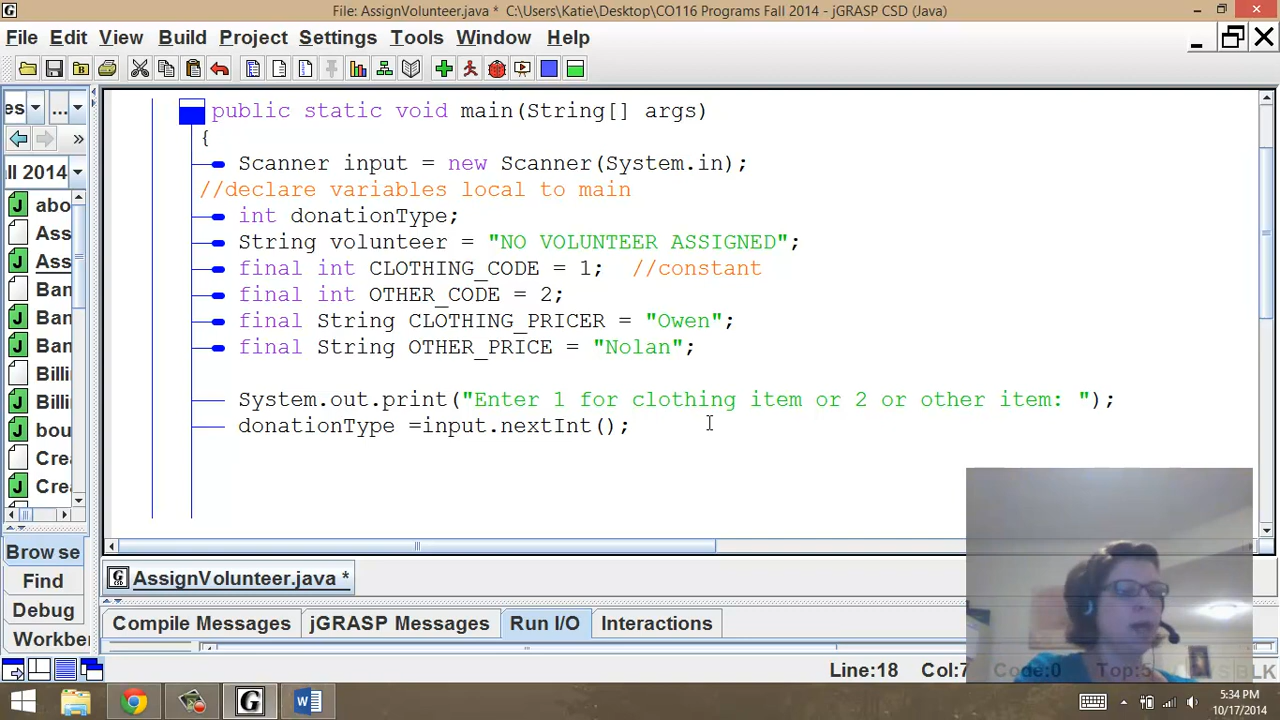 File: AssignVolunteer.java * C:\Users\Katie\Desktop\CO116 Programs Fall 2014 - jGRASP CSD (Java)
File Edit View Build Project Settings Tools Window Help
es ...
»
ll 2014
abo
Ass
Ass
Ban
Ban
Ban
Billi
Billi
bou
Cre
Cre
Browse
Find
Debug
Workbe
public static void main(String[] args)
{
Scanner input = new Scanner(System.in);
//declare variables local to main
int donationType;
String volunteer = "NO VOLUNTEER ASSIGNED";
final int CLOTHING_CODE = 1; //constant
final int OTHER_CODE = 2;
final String CLOTHING_PRICER = "Owen";
final String OTHER_PRICE = "Nolan";
System.out.print("Enter 1 for clothing item or 2 or other item: ");
donationType =input.nextInt();
AssignVolunteer.java *
Compile Messages jGRASP Messages Run I/O Interactions
Line:18 Col:7 Code:0 BLK
5:34 PM
10/17/2014